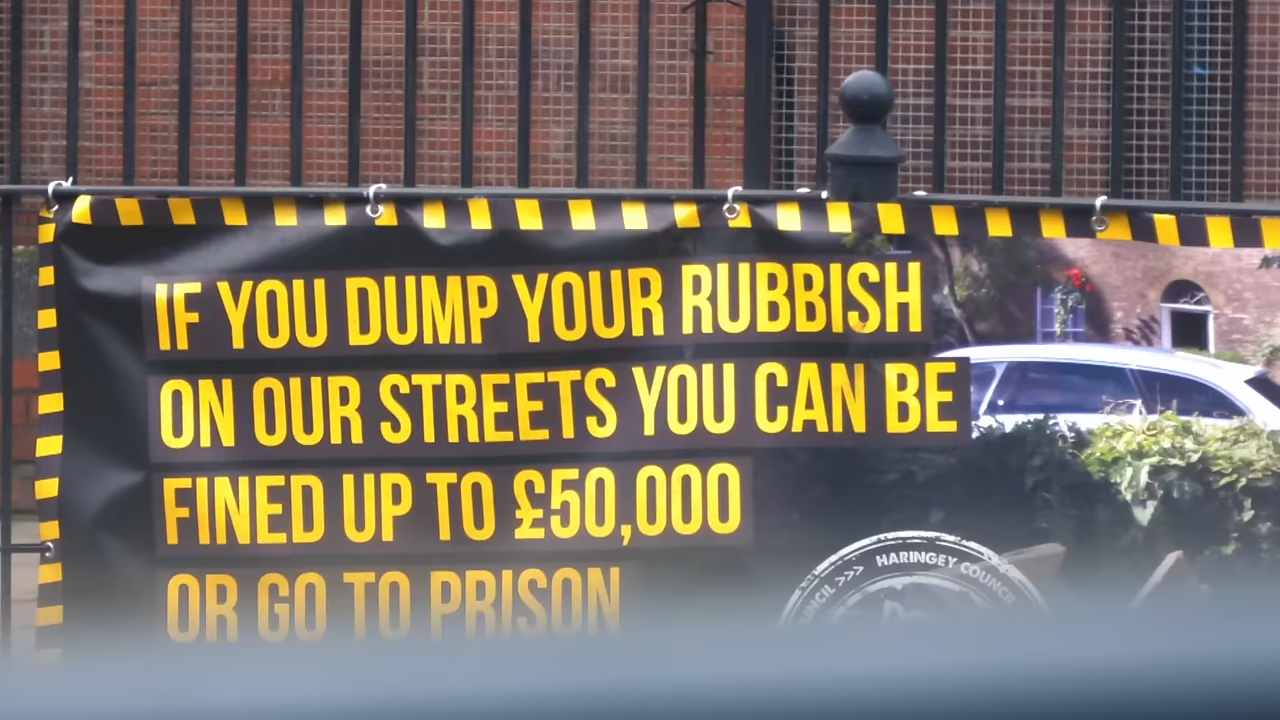 IF YOU DUMP YOUR RUBBISH
ON OUR STREETS YOU CAN BE
FINED UP TO £50,000
OR GO TO PRISON
>>> HARINGEY COUNCIL